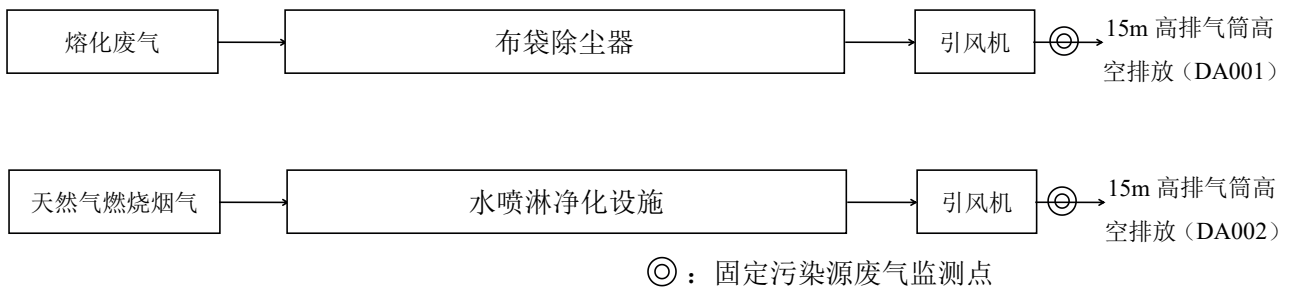 熔化废气
布袋除尘器
引风机
15m 高排气筒高
空排放（DA001）
天然气燃烧烟气
水喷淋净化设施
引风机
15m 高排气筒高
空排放（DA002）
◎：固定污染源废气监测点